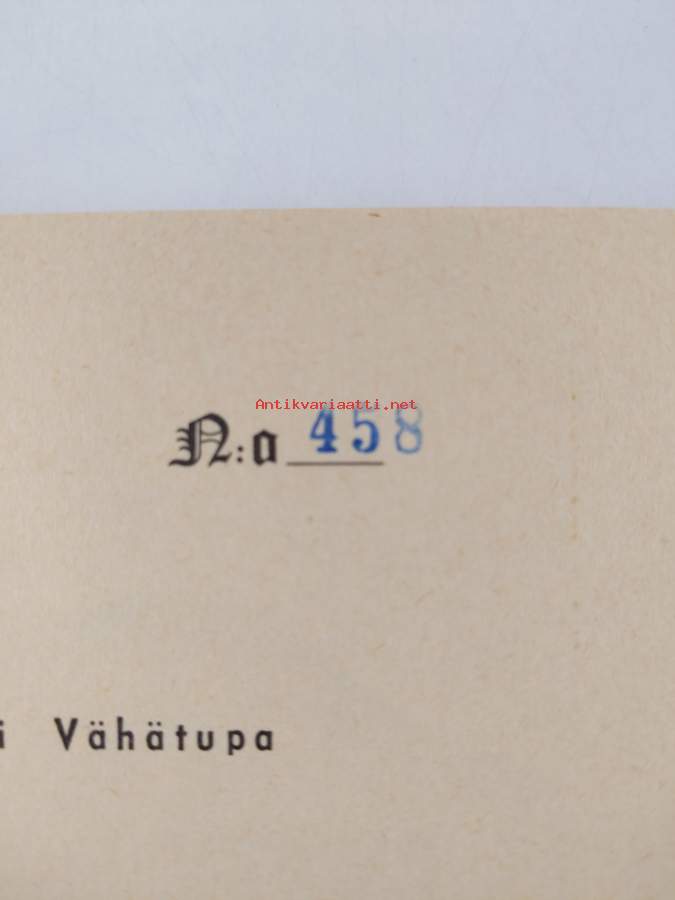 Antikvariaatti.net
N:o 458
i Vähätupa